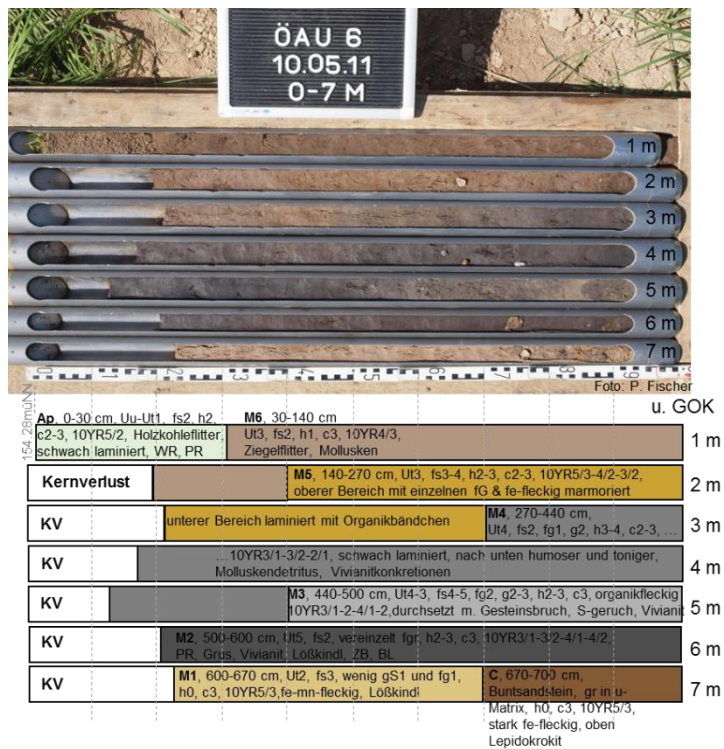 ÖAU 6
10.05.11
0-7 M
1 m
2 m
3 m
4 m
5 m
6 m
7 m
0 1 2 3 4 5 6 7 8 9
Foto: P. Fischer
154.28müNN
u. GOK
Ap, 0-30 cm, Uu-Ut1, fs2, h2,
c2-3, 10YR5/2, Holzkohleflitter,
schwach laminiert, WR, PR
M6, 30-140 cm
Ut3, fs2, h1, c3, 10YR4/3,
Ziegelflitter, Mollusken
1 m
Kernverlust
M5, 140-270 cm, Ut3, fs3-4, h2-3, c2-3, 10YR5/3-4/2-3/2,
oberer Bereich mit einzelnen fG & fe-fleckig marmoriert
2 m
KV
unterer Bereich laminiert mit Organikbändchen
M4, 270-440 cm,
Ut4, fs2, fg1, g2, h3-4, c2-3, ...
3 m
KV
...10YR3/1-3/2-2/1, schwach laminiert, nach unten humoser und toniger,
Molluskendetritus, Vivianitkonkretionen
4 m
KV
M3, 440-500 cm, Ut4-3, fs4-5, fg2, g2-3, h2-3, c3, organikfleckig,
10YR3/1-2-4/1-2,durchsetzt m. Gesteinsbruch, S-geruch, Vivianit
5 m
KV
M2, 500-600 cm, Ut5, fs2, vereinzelt fgr, h2-3, c3, 10YR3/1-3/2-4/1-4/2,
PR, Grus, Vivianit, Lößkindl, ZB, BL
6 m
KV
M1, 600-670 cm, Ut2, fs3, wenig gS1 und fg1,
h0, c3, 10YR5/3,fe-mn-fleckig, Lößkindl
C, 670-700 cm,
Buntsandstein, gr in u-
Matrix, h0, c3, 10YR5/3,
stark fe-fleckig, oben
Lepidokrokit
7 m